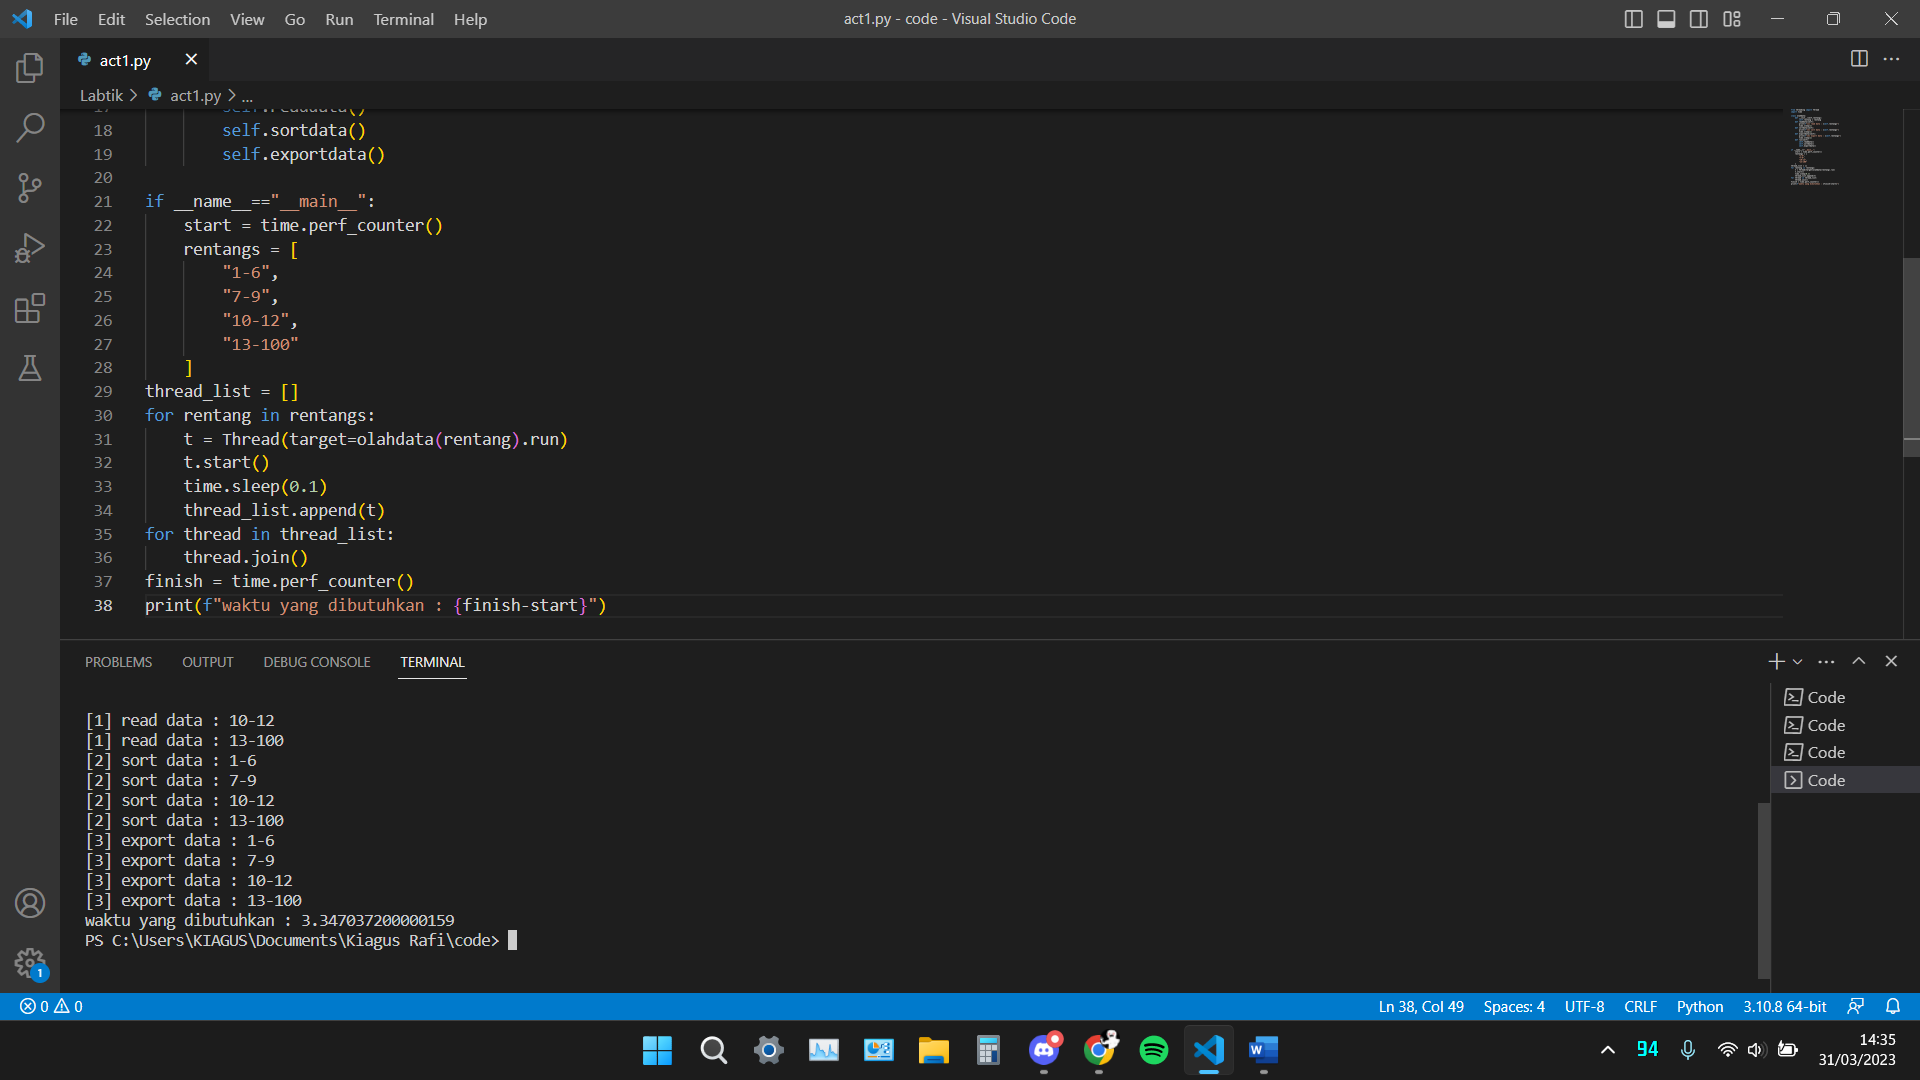 File Edit Selection View Go Run Terminal Help
act1.py - code - Visual Studio Code
act1.py
Labtik > act1.py > ...
18 self.sortdata()
19 self.exportdata()
20
21 if __name__=="__main__":
22 start = time.perf_counter()
23 rentangs = [
24 "1-6",
25 "7-9",
26 "10-12",
27 "13-100"
28 ]
29 thread_list = []
30 for rentang in rentangs:
31 t = Thread(target=olahdata(rentang).run)
32 t.start()
33 time.sleep(0.1)
34 thread_list.append(t)
35 for thread in thread_list:
36 thread.join()
37 finish = time.perf_counter()
38 print(f"waktu yang dibutuhkan : {finish-start}")
PROBLEMS OUTPUT DEBUG CONSOLE TERMINAL
[1] read data : 10-12
[1] read data : 13-100
[2] sort data : 1-6
[2] sort data : 7-9
[2] sort data : 10-12
[2] sort data : 13-100
[3] export data : 1-6
[3] export data : 7-9
[3] export data : 10-12
[3] export data : 13-100
waktu yang dibutuhkan : 3.347037200000159
PS C:\Users\KIAGUS\Documents\Kiagus Rafi\code>
Code
Code
Code
Code
1
0 0
Ln 38, Col 49 Spaces: 4 UTF-8 CRLF Python 3.10.8 64-bit
94
14:35
31/03/2023